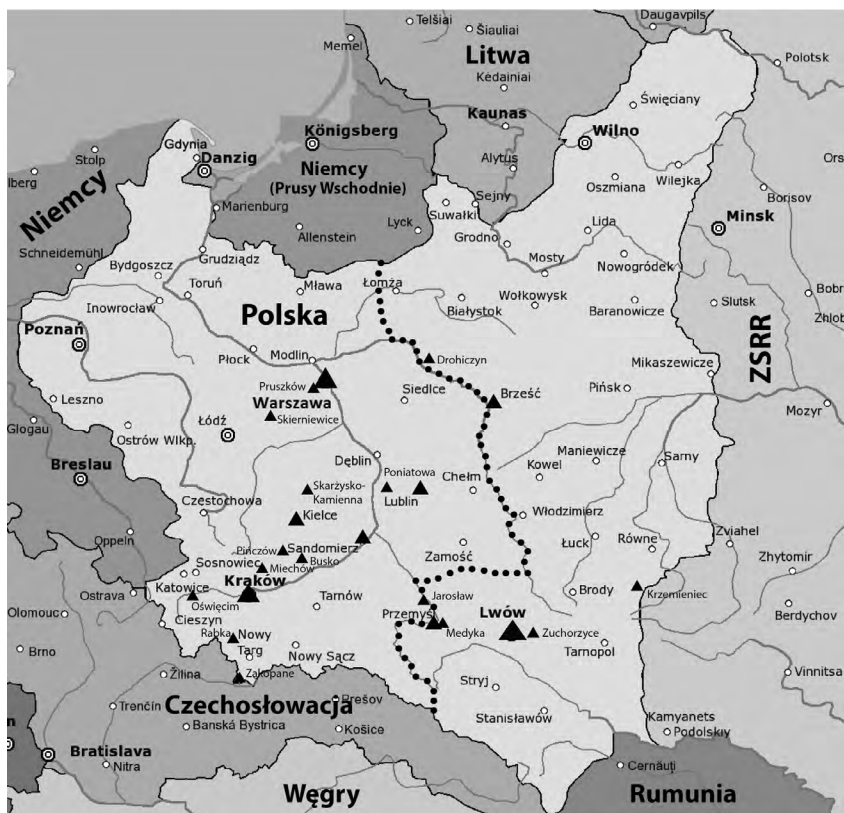 Telšiai
Šiauliai
Daugavpils
Memel
Litwa
Polotsk
Kėdainiai
Święciany
Kaunas
Königsberg
Wilno
Gdynia
Stolp
Danzig
Niemcy
(Prusy Wschodnie)
Alytus
Ors
lberg
Niemcy
Oszmiana
Wilejka
Borisov
Marienburg
Sejny
Suwałki
Lyck
Allenstein
Lida
Minsk
Schneidemühl
Grudziądz
Grodno
Mosty
Nowogródek
Bydgoszcz
Toruń
Mława
Łomża
Wołkowysk
Białystok
Baranowicze
Slutsk
Bobr
Zhlob
Inowrocław
Polska
Poznań
ZSRR
Płock
Modlin
Drohiczyn
Mikaszewicze
Pruszków
Siedlce
Brześć
Pińsk
Leszno
Warszawa
Skierniewice
Mozyr
Glogau
Ostrów Wlkp.
Łódź
Breslau
Dęblin
Poniatowa
Chełm
Kowel
Maniewicze
Sarny
Skarżysko-
Kamienna
Lublin
Częstochowa
Kielce
Włodzimierz
Oppeln
Zviahel
Łuck
Równe
Pińczów
Sandomierz
Busko
Zamość
Zhytomir
Sosnowiec
Miechów
Katowice
Kraków
Ostrava
Oświęcim
Tarnów
Jarosław
Brody
Krzemieniec
Olomouc
Cieszyn
Przemyśl
Medyka
Lwów
Zuchorzyce
Berdychov
Rabka
Nowy
Targ
Nowy Sącz
Tarnopol
Brno
Žilina
Zakopane
Stryj
Vinnitsa
Trenčín
Czechosłowacja
Prešov
Banská Bystrica
Košice
Stanisławów
Kamyanets
Podolskiy
n
Bratislava
Nitra
Cernăuți
Węgry
Rumunia